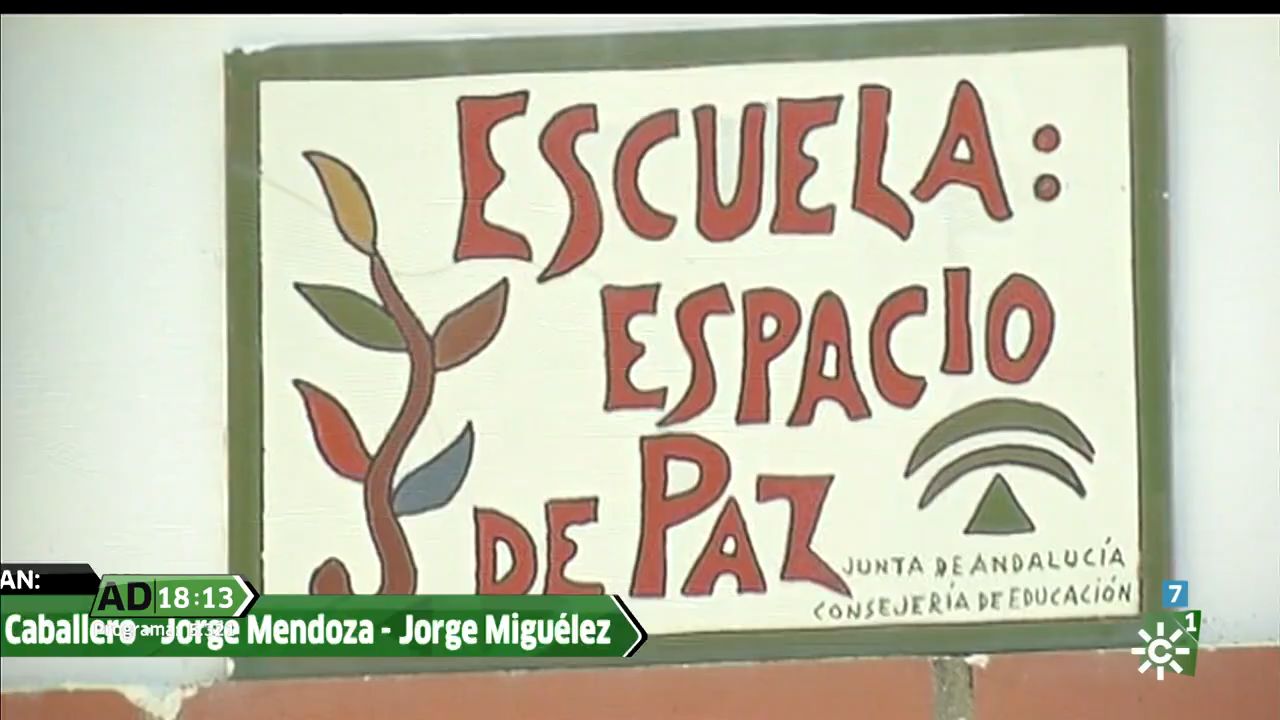 ESCUELA:
ESPACIO
DE PAZ
JUNTA DE ANDALUCÍA
CONSEJERÍA DE EDUCACIÓN
AN:
AD 18:13
Caballero - Jorge Mendoza - Jorge Miguélez
7
1